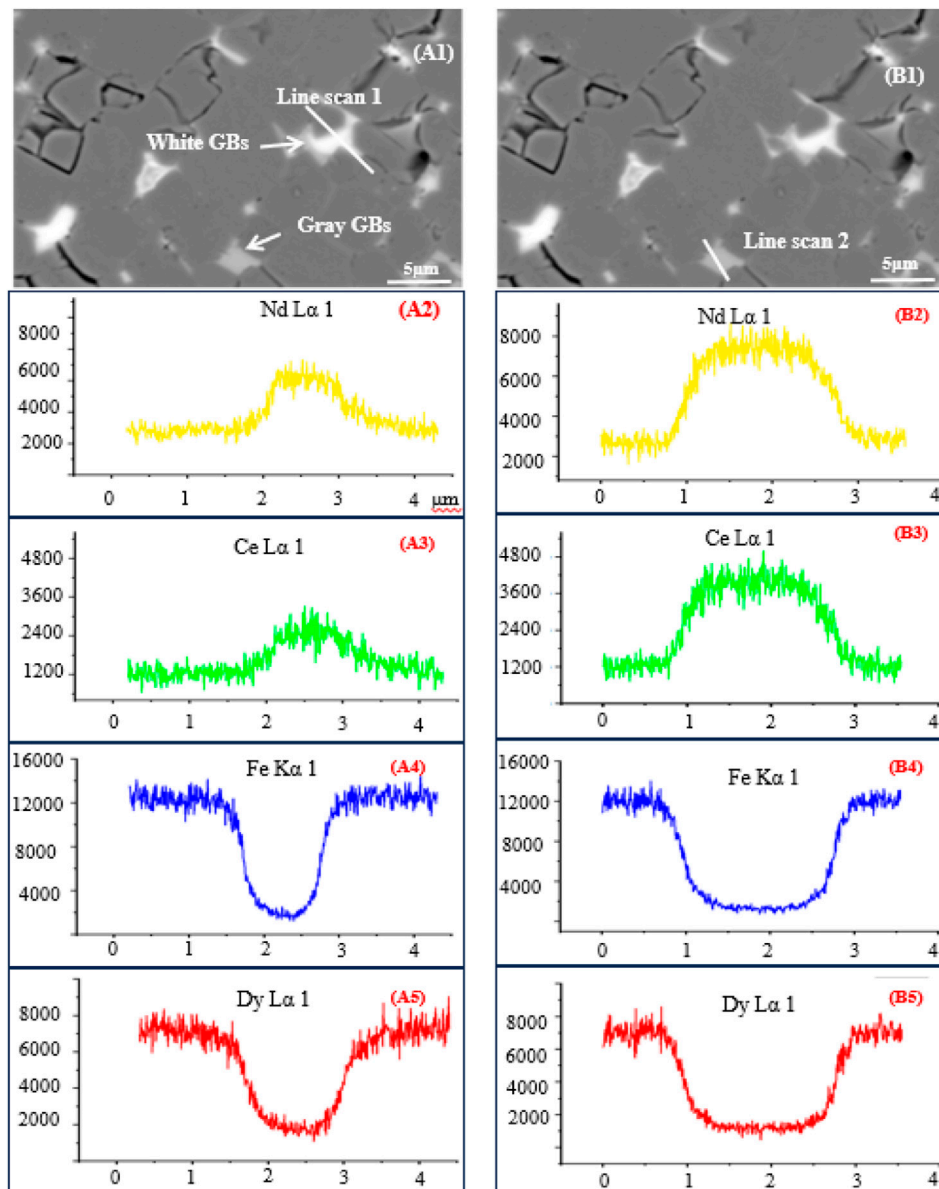 (A1)
Line scan 1
White GBs
Gray GBs
5μm
(B1)
Line scan 2
5μm
Nd Lα 1
(A2)
8000
6000
4000
2000
0 1 2 3 4 μm
Nd Lα 1
(B2)
8000
6000
4000
2000
0 1 2 3 4
Ce Lα 1
(A3)
4800
3600
2400
1200
0 1 2 3 4
Ce Lα 1
(B3)
4800
3600
2400
1200
0 1 2 3 4
Fe Kα 1
(A4)
16000
12000
8000
4000
0 1 2 3 4
Fe Kα 1
(B4)
16000
12000
8000
4000
0 1 2 3 4
Dy Lα 1
(A5)
8000
6000
4000
2000
0 1 2 3 4
Dy Lα 1
(B5)
8000
6000
4000
2000
0 1 2 3 4